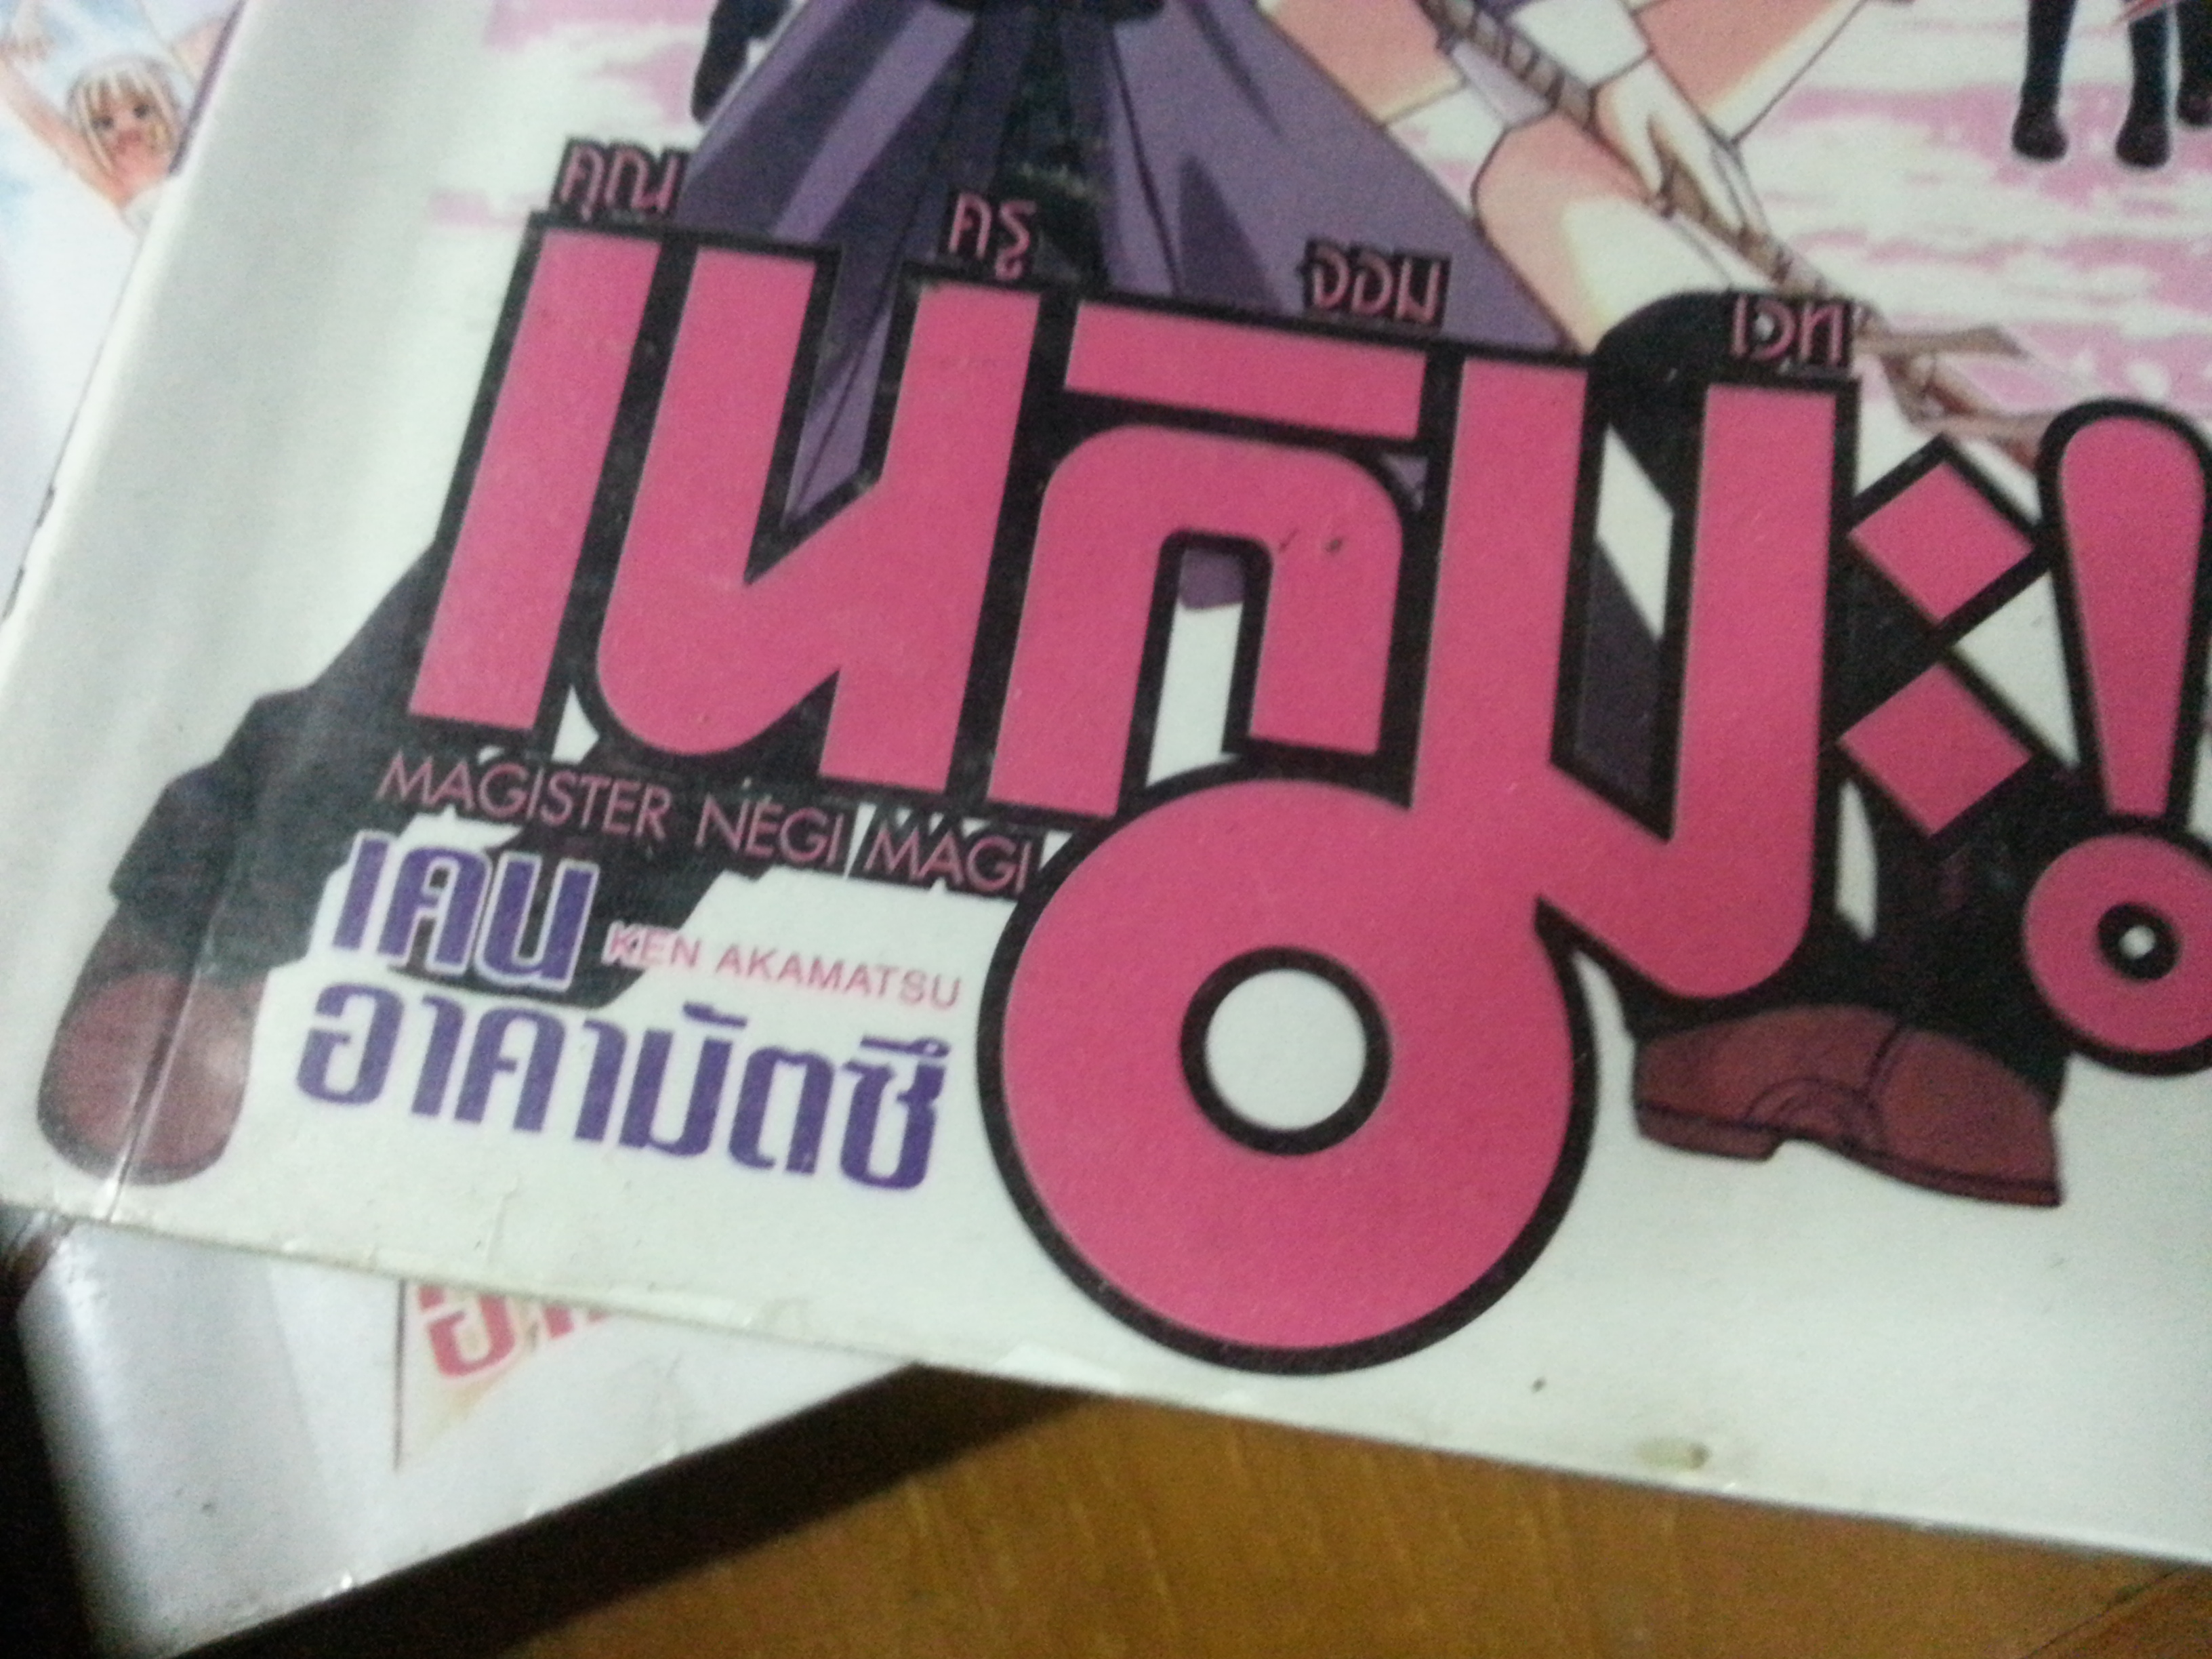 คุณ ครู จอม เวท
เนกิมะ!
MAGISTER NEGI MAGI
เคน
KEN AKAMATSU
อาคามัตซึ